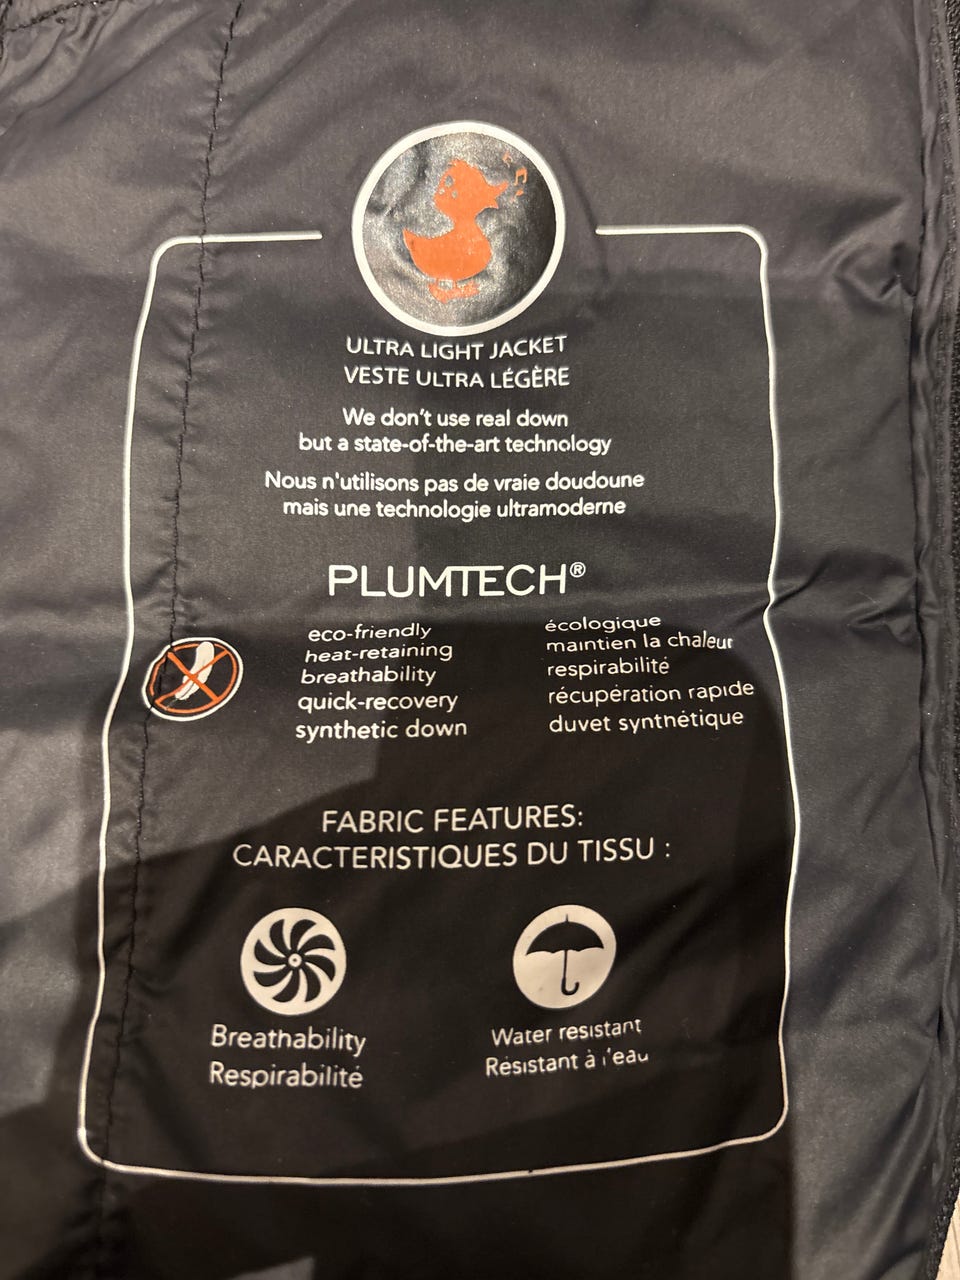 ULTRA LIGHT JACKET
VESTE ULTRA LÉGÈRE
We don't use real down
but a state-of-the-art technology
Nous n'utilisons pas de vraie doudoune
mais une technologie ultramoderne
PLUMTECH®
eco-friendly
heat-retaining
breathability
quick-recovery
synthetic down
écologique
maintien la chaleur
respirabilité
récupération rapide
duvet synthétique
FABRIC FEATURES:
CARACTERISTIQUES DU TISSU :
Breathability
Respirabilité
Water resistant
Résistant à l'eau